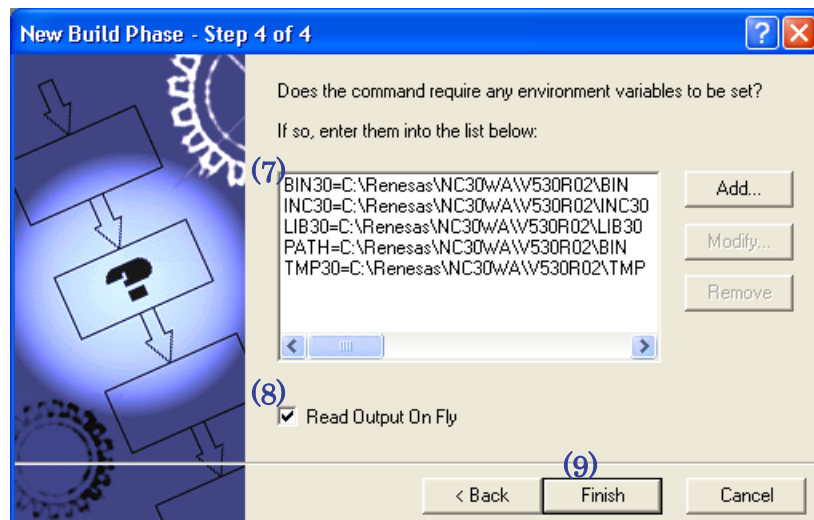 New Build Phase - Step 4 of 4
Does the command require any environment variables to be set?
If so, enter them into the list below:
(7)
BIN30=C:\Renesas\NC30WA\V530R02\BIN
INC30=C:\Renesas\NC30WA\V530R02\INC30
LIB30=C:\Renesas\NC30WA\V530R02\LIB30
PATH=C:\Renesas\NC30WA\V530R02\BIN
TMP30=C:\Renesas\NC30WA\V530R02\TMP
Add...
Modify...
Remove
?
(8)
Read Output On Fly
(9)
< Back
Finish
Cancel